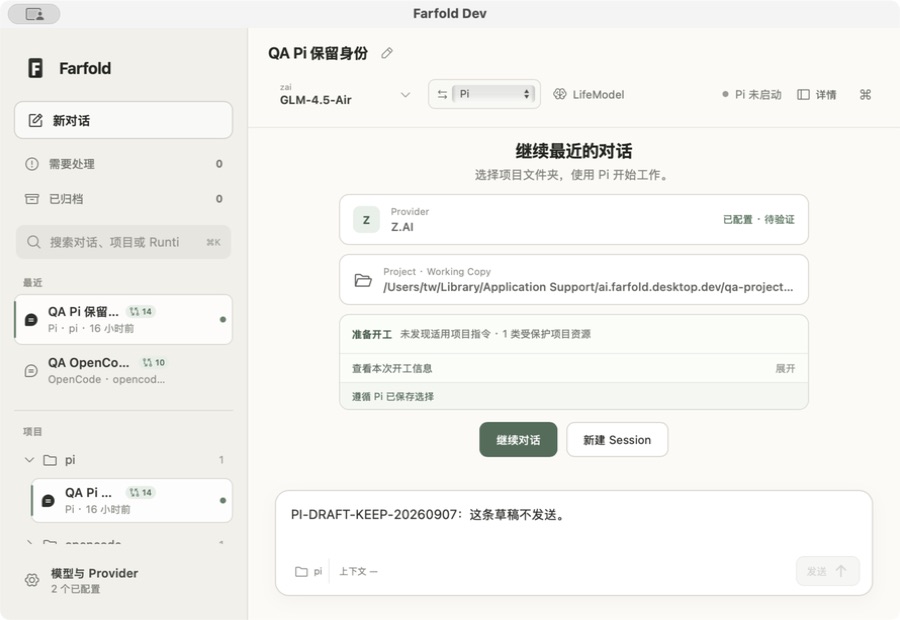 Farfold Dev
Farfold
新对话
需要处理 0
已归档 0
搜索对话、项目或 Runti ⌘K
最近
QA Pi 保留... 14
Pi · pi · 16 小时前
QA OpenCo... 10
OpenCode · opencod...
项目
pi 1
QA Pi ... 14
Pi · 16 小时前
模型与 Provider
2 个已配置
QA Pi 保留身份
zai
GLM-4.5-Air
Pi
LifeModel
Pi 未启动
详情
⌘
继续最近的对话
选择项目文件夹，使用 Pi 开始工作。
Z
Provider
Z.AI
已配置 · 待验证
Project · Working Copy
/Users/tw/Library/Application Support/ai.farfold.desktop.dev/qa-project...
准备开工 未发现适用项目指令 · 1 类受保护项目资源
查看本次开工信息 展开
遵循 Pi 已保存选择
继续对话 新建 Session
PI-DRAFT-KEEP-20260907：这条草稿不发送。
pi 上下文 —
发送